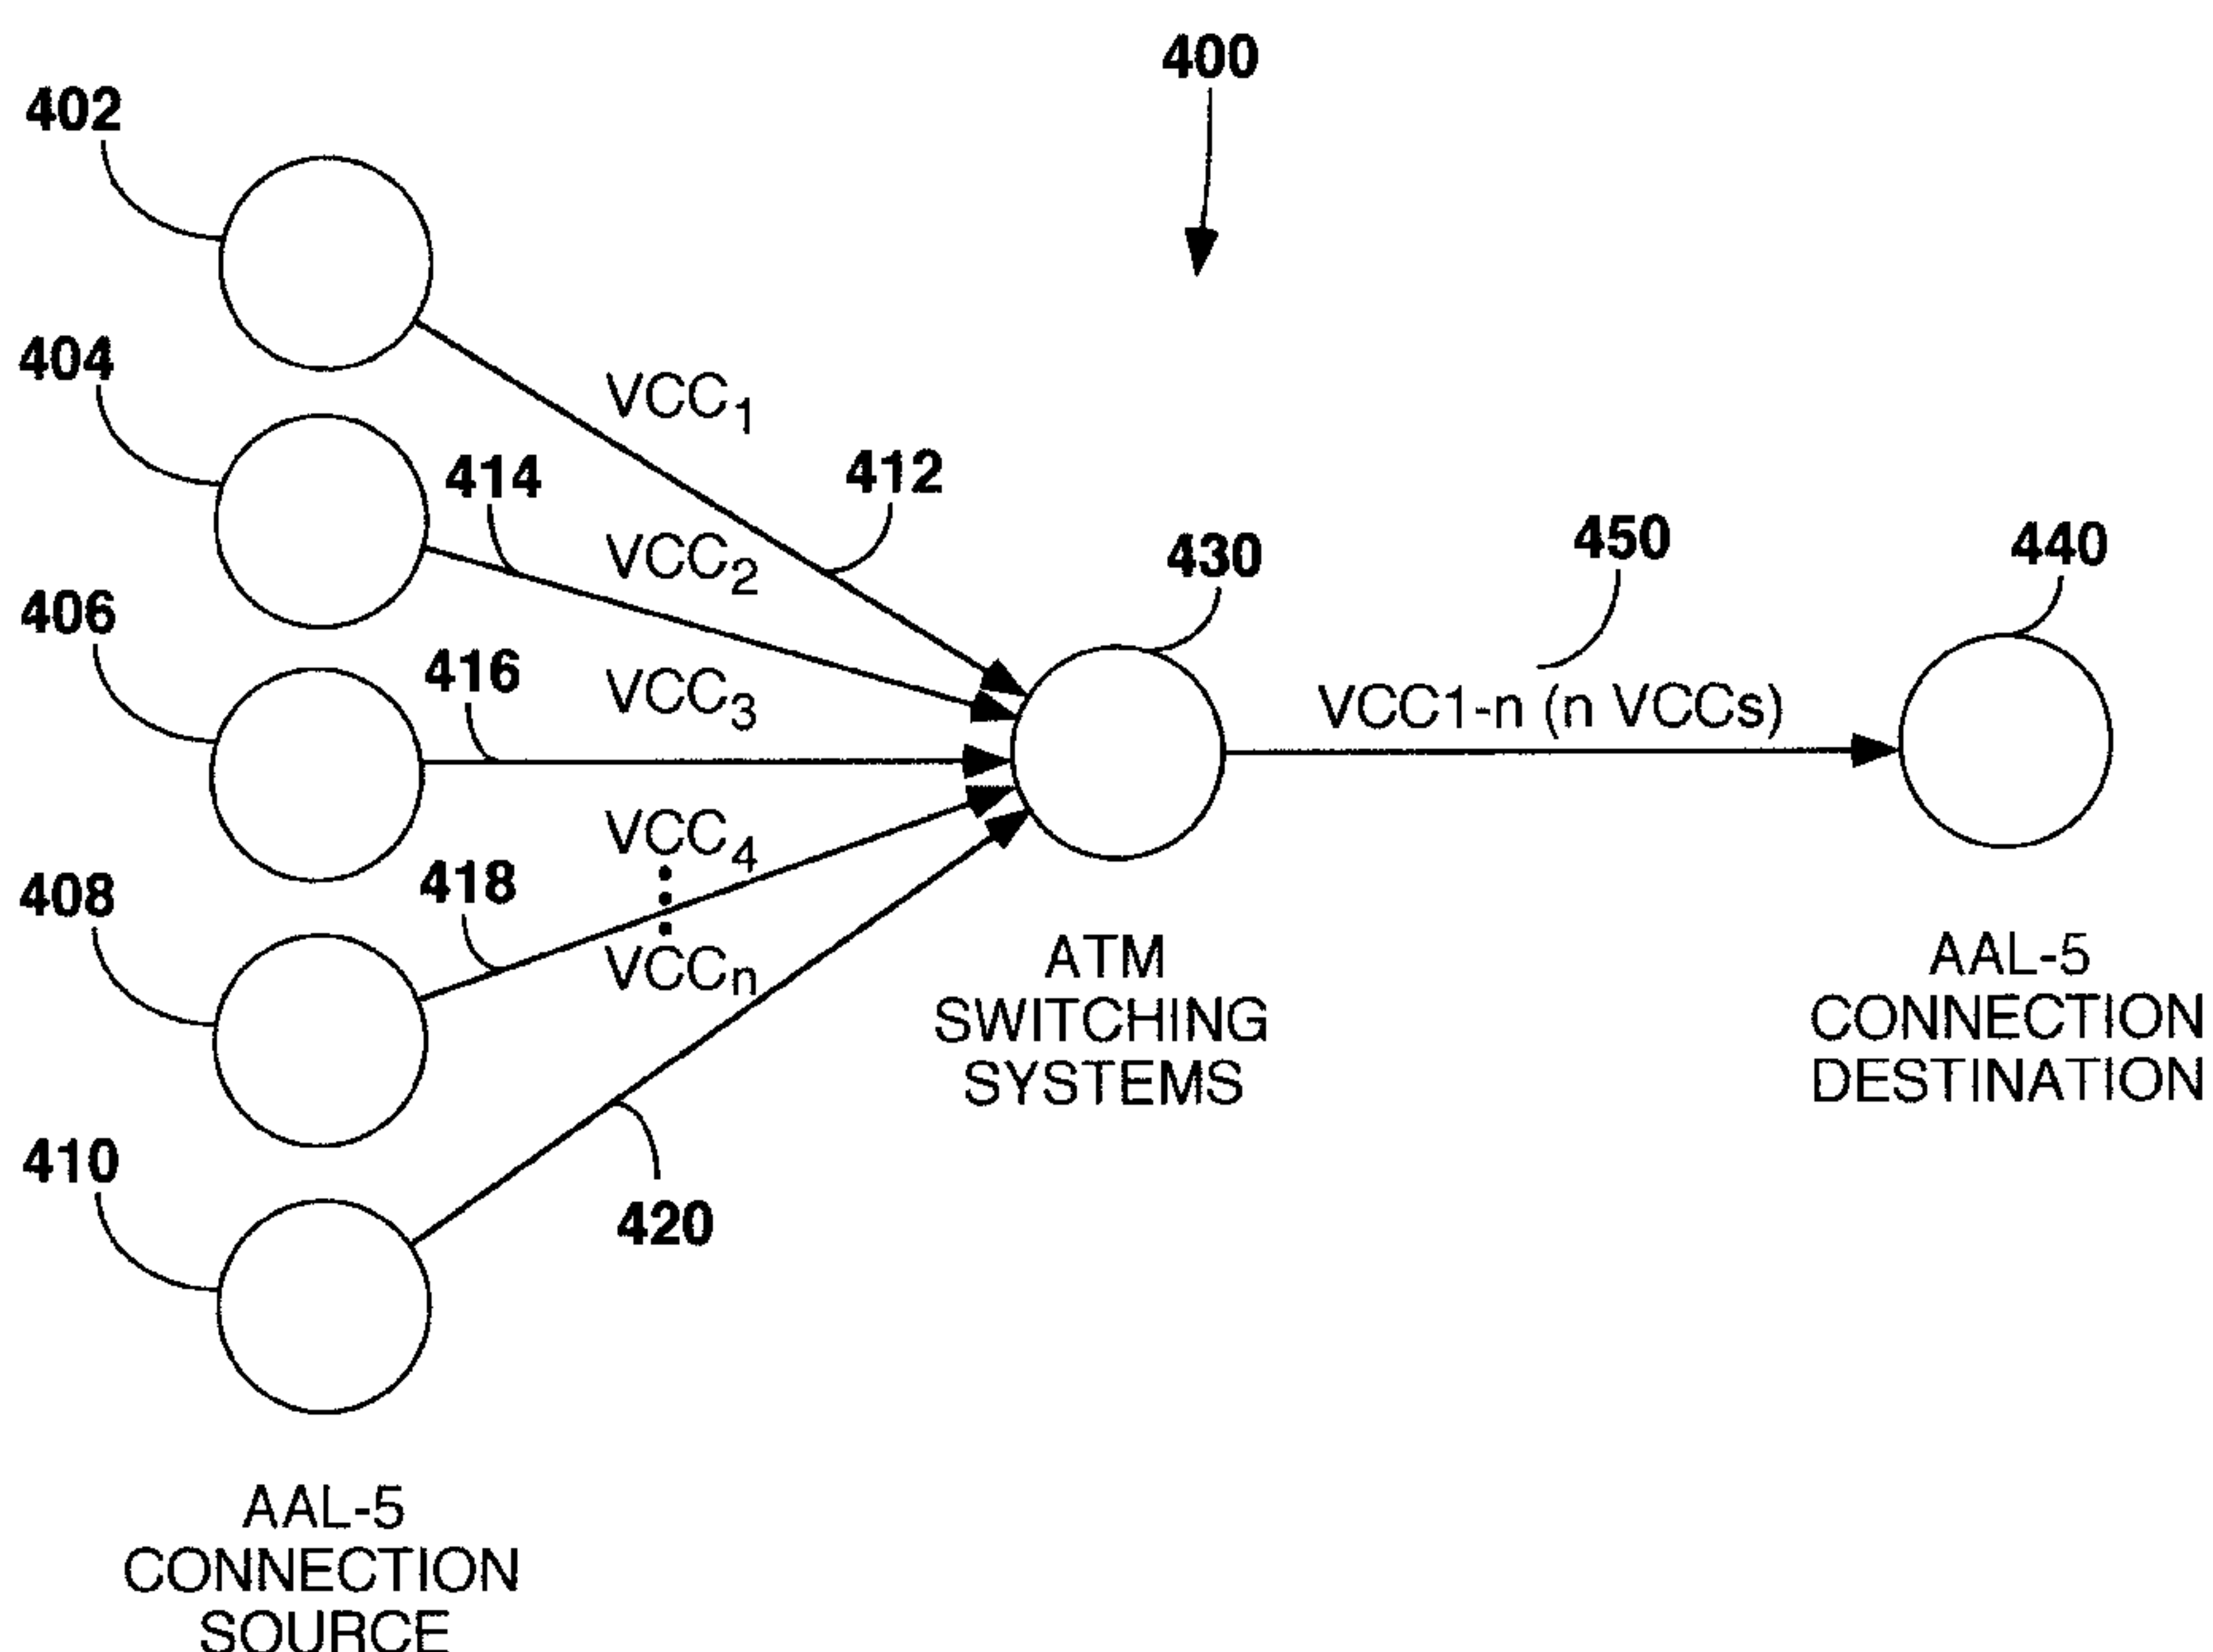 400
402
VCC1
404
414
412
VCC2
430
450
440
406
416
VCC3
VCC1-n (n VCCs)
VCC4
408
418
VCCn
ATM
SWITCHING
SYSTEMS
AAL-5
CONNECTION
DESTINATION
410
420
AAL-5
CONNECTION
SOURCE